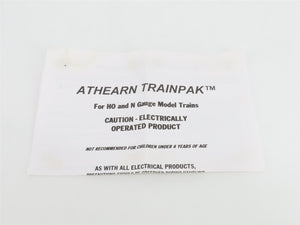 ATHEARN TRAINPAK™
For HO and N Gauge Model Trains
CAUTION - ELECTRICALLY
OPERATED PRODUCT
NOT RECOMMENDED FOR CHILDREN UNDER 8 YEARS OF AGE
AS WITH ALL ELECTRICAL PRODUCTS,